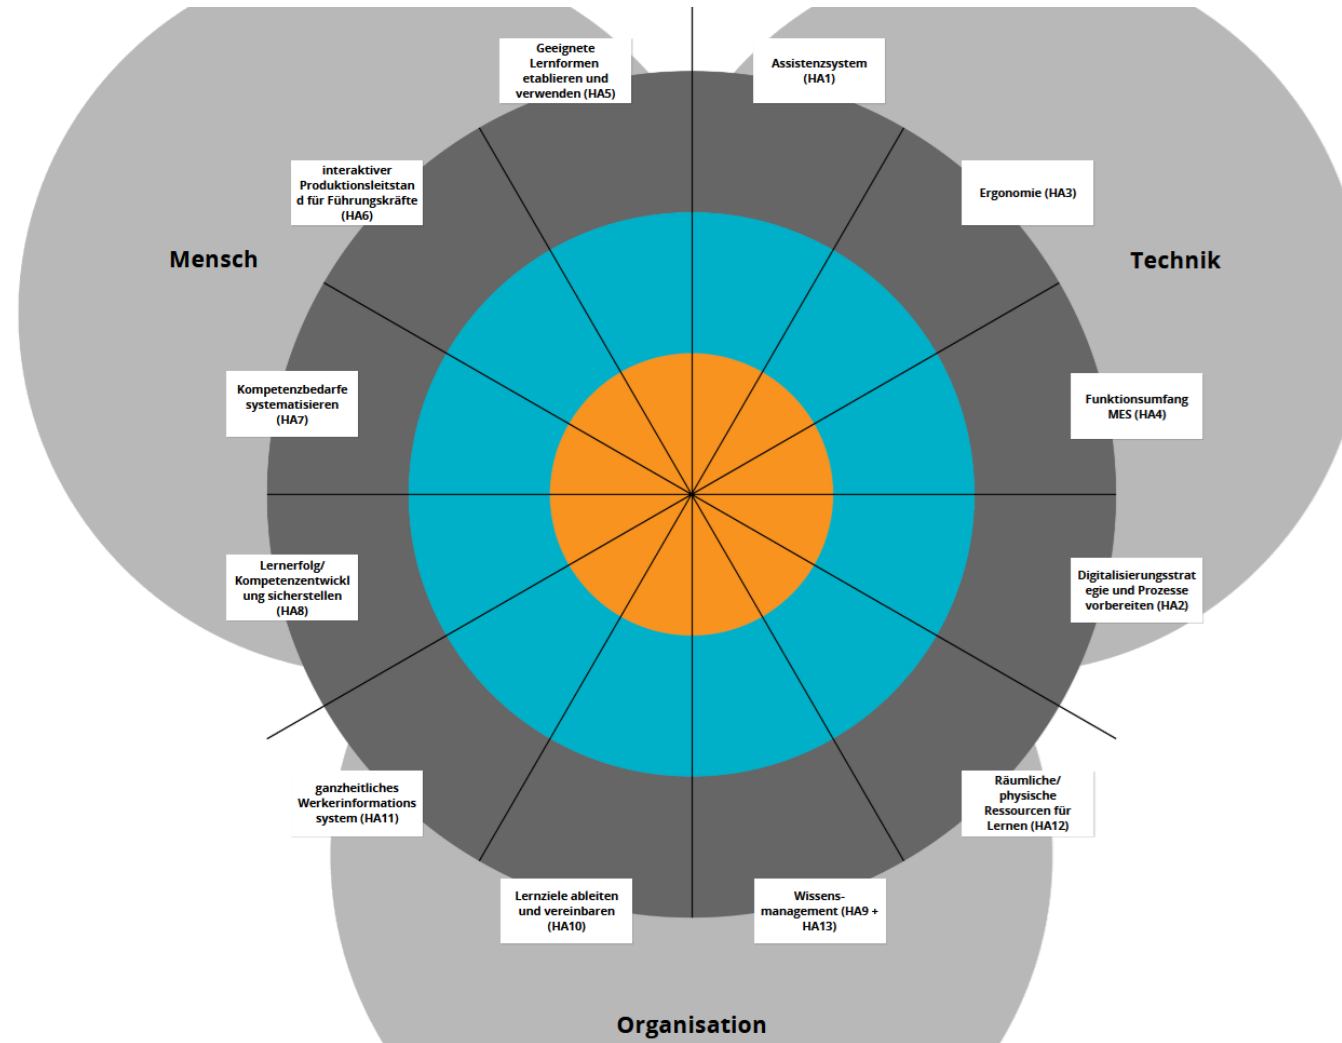 Geeignete
Lernformen
etablieren und
verwenden (HA5)
Assistenzsystem
(HA1)
interaktiver
Produktionsleitstan
d für Führungskräfte
(HA6)
Ergonomie (HA3)
Mensch
Technik
Kompetenzbedarfe
systematisieren
(HA7)
Funktionsumfang
MES (HA4)
Lernerfolg/
Kompetenzentwickl
ung sicherstellen
(HA8)
Digitalisierungsstrat
egie und Prozesse
vorbereiten (HA2)
ganzheitliches
Werkerinformations
system (HA11)
Räumliche/
physische
Ressourcen für
Lernen (HA12)
Lernziele ableiten
und vereinbaren
(HA10)
Wissens-
management (HA9 +
HA13)
Organisation